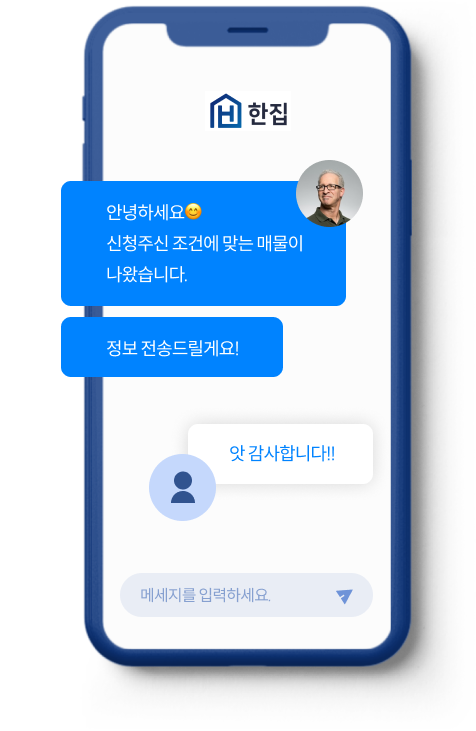 한집
안녕하세요😊
신청주신 조건에 맞는 매물이
나왔습니다.
정보 전송드릴게요!
앗 감사합니다!!
메세지를 입력하세요.